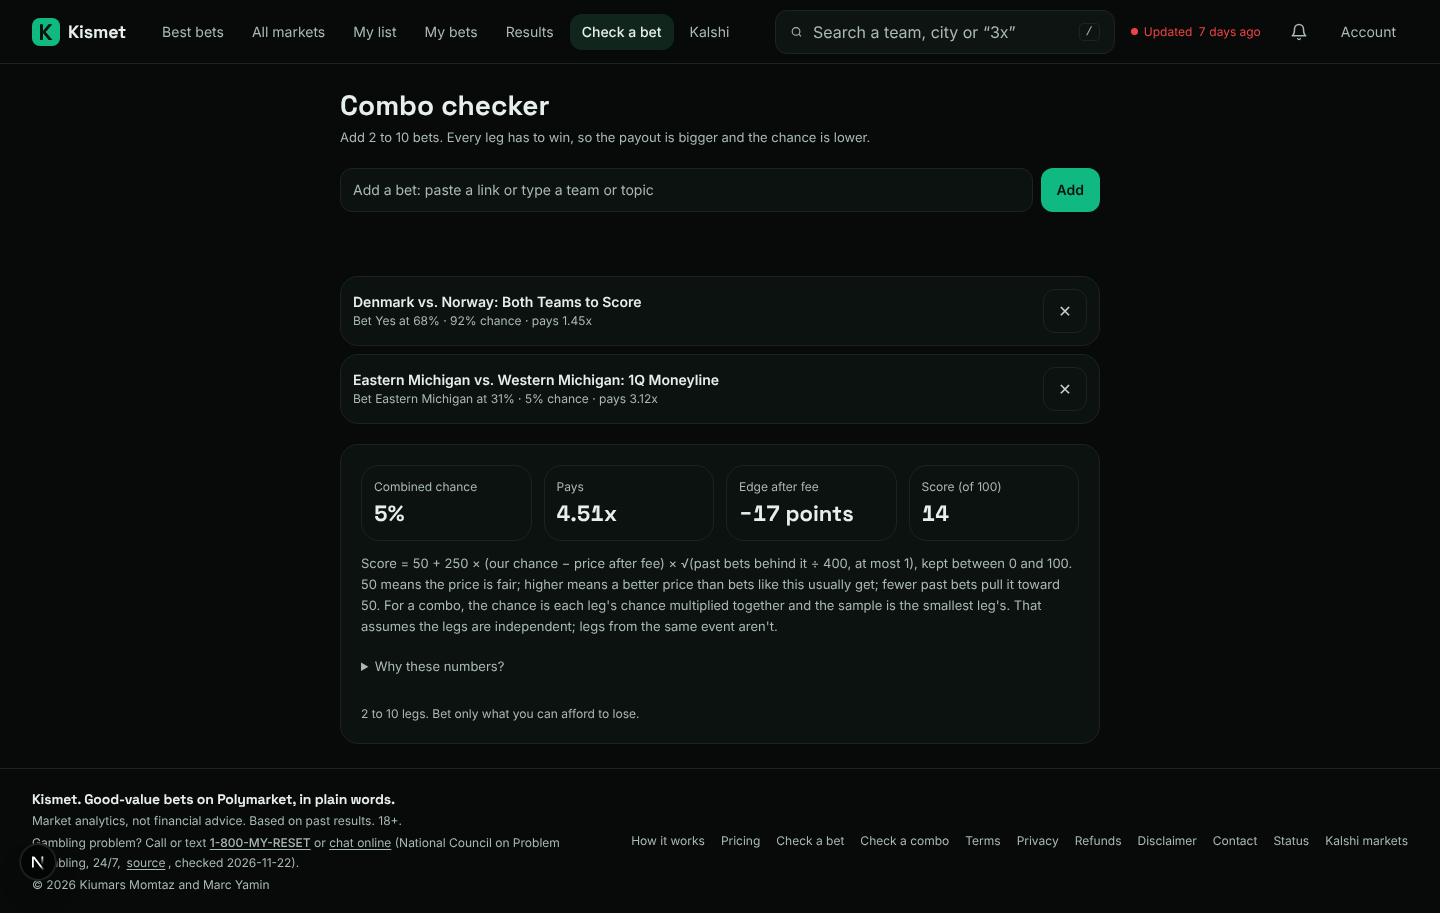 Kismet
Best bets
All markets
My list
My bets
Results
Check a bet
Kalshi
Search a team, city or “3x”
/
Updated 7 days ago
Account
Combo checker
Add 2 to 10 bets. Every leg has to win, so the payout is bigger and the chance is lower.
Add a bet: paste a link or type a team or topic
Add
Denmark vs. Norway: Both Teams to Score
Bet Yes at 68% · 92% chance · pays 1.45x
Eastern Michigan vs. Western Michigan: 1Q Moneyline
Bet Eastern Michigan at 31% · 5% chance · pays 3.12x
Combined chance
5%
Pays
4.51x
Edge after fee
−17 points
Score (of 100)
14
Score = 50 + 250 × (our chance − price after fee) × √(past bets behind it ÷ 400, at most 1), kept between 0 and 100.
50 means the price is fair; higher means a better price than bets like this usually get; fewer past bets pull it toward
50. For a combo, the chance is each leg's chance multiplied together and the sample is the smallest leg's. That
assumes the legs are independent; legs from the same event aren't.
Why these numbers?
2 to 10 legs. Bet only what you can afford to lose.
Kismet. Good-value bets on Polymarket, in plain words.
Market analytics, not financial advice. Based on past results. 18+.
Gambling problem? Call or text 1-800-MY-RESET or chat online (National Council on Problem
bling, 24/7, source , checked 2026-11-22).
© 2026 Kiumars Momtaz and Marc Yamin
How it works
Pricing
Check a bet
Check a combo
Terms
Privacy
Refunds
Disclaimer
Contact
Status
Kalshi markets